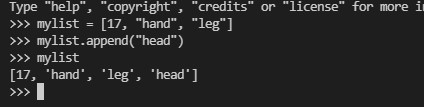 Type "help", "copyright", "credits" or "license" for more in
>>> mylist = [17, "hand", "leg"]
>>> mylist.append("head")
>>> mylist
[17, 'hand', 'leg', 'head']
>>>